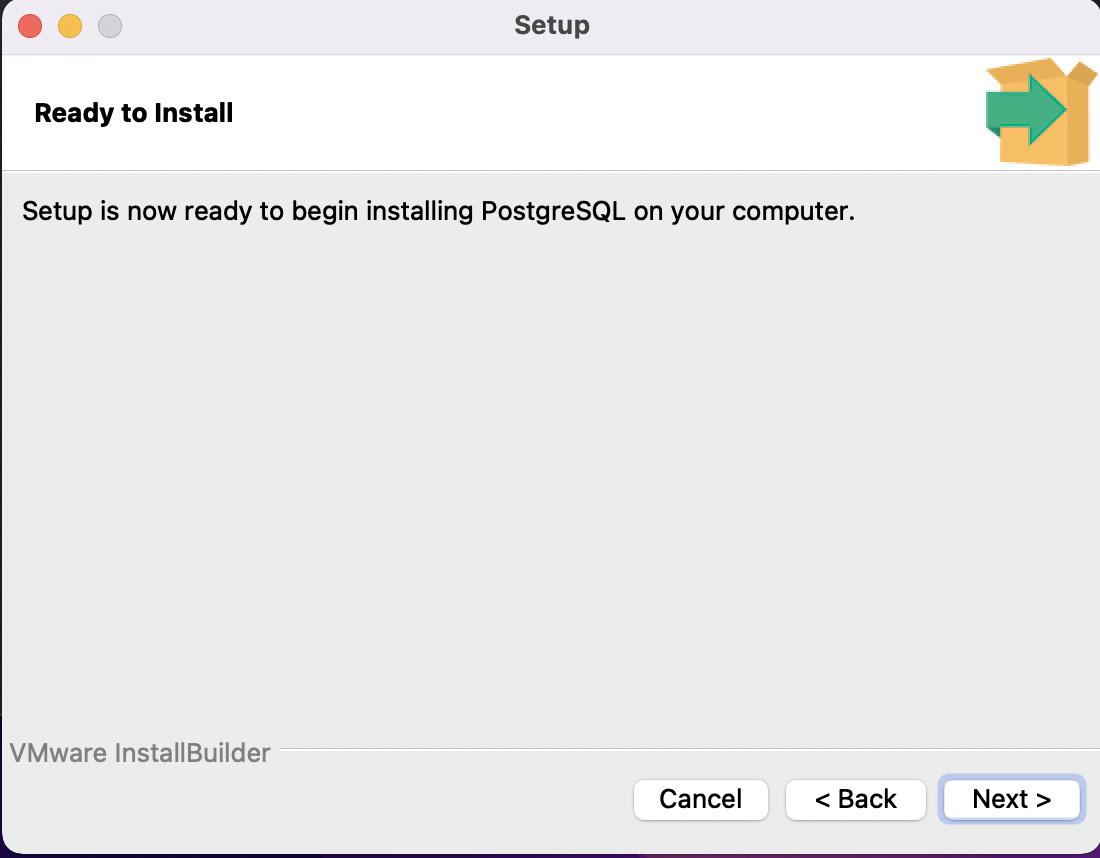 Setup
Ready to Install
Setup is now ready to begin installing PostgreSQL on your computer.
VMware InstallBuilder
Cancel
< Back
Next >